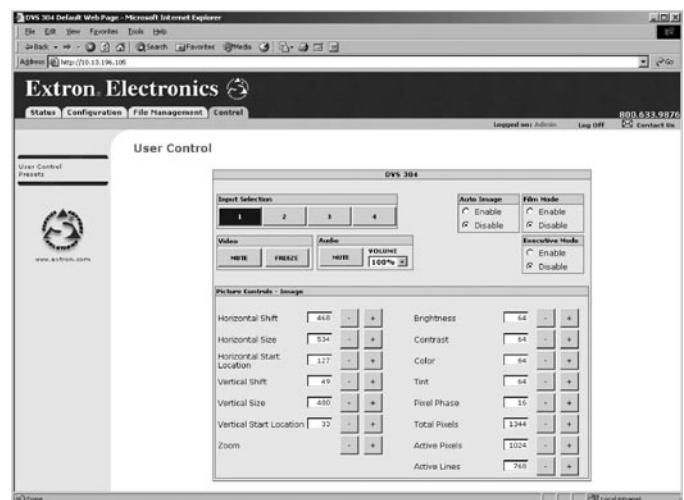 DVS 304 Default Web Page - Microsoft Internet Explorer
File Edit View Favorites Tools Help
Back Search Favorites Media
Address http://10.13.196.105 Go
Extron Electronics
Status Configuration File Management Control 800.633.9876
Logged on: Admin Log Off Contact Us
User Control
User Control
Presets
www.extron.com
DVS 304
Input Selection
1 2 3 4
Auto Image
Enable
Disable
Film Mode
Enable
Disable
Video
MUTE FREEZE
Audio
MUTE VOLUME
100%
Executive Mode
Enable
Disable
Picture Controls - Image
Horizontal Shift 468 - +
Brightness 64 - +
Horizontal Size 534 - +
Contrast 64 - +
Horizontal Start
Location 127 - +
Color 64 - +
Vertical Shift 49 - +
Tint 64 - +
Vertical Size 480 - +
Pixel Phase 16 - +
Vertical Start Location 33 - +
Total Pixels 1344 - +
Zoom - +
Active Pixels 1024 - +
Active Lines 768 - +
Done Local intranet